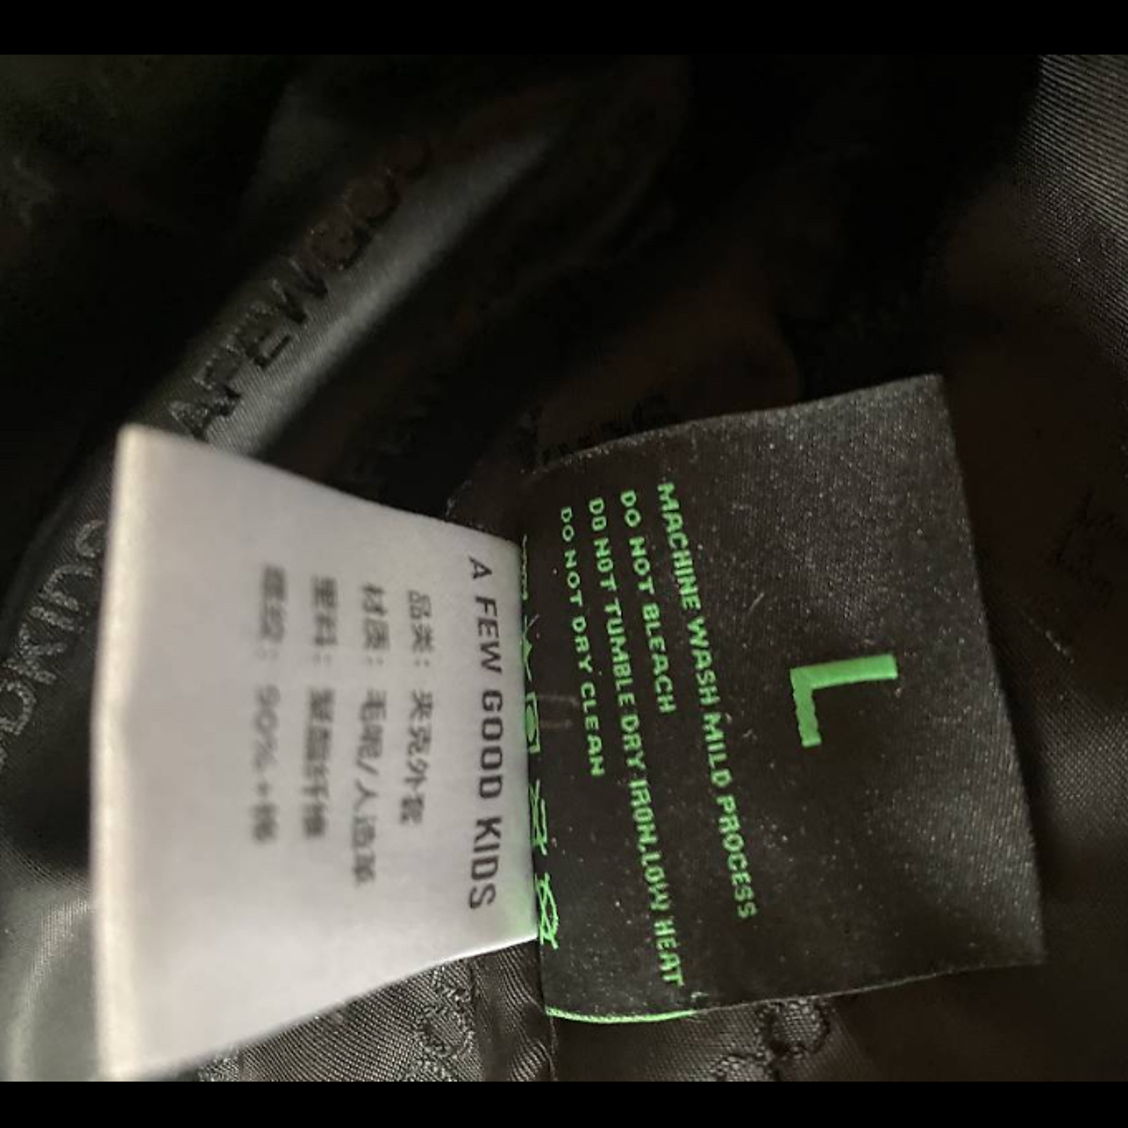 A FEW GOOD KIDS
品类：夹克外套
材质：毛呢/人造革
里料：聚酯纤维
螺纹：90%+棉
L
MACHINE WASH MILD PROCESS
DO NOT BLEACH
DO NOT TUMBLE DRY IRON,LOW HEAT
DO NOT DRY CLEAN
AFEWGOO